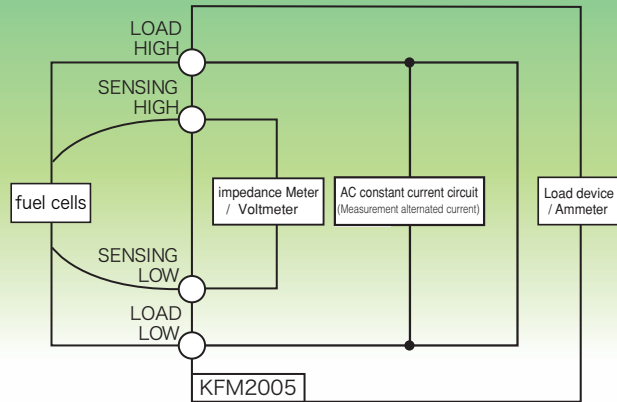 LOAD
HIGH
SENSING
HIGH
fuel cells
impedance Meter
/ Voltmeter
AC constant current circuit
(Measurement alternated current)
Load device
/ Ammeter
SENSING
LOW
LOAD
LOW
KFM2005